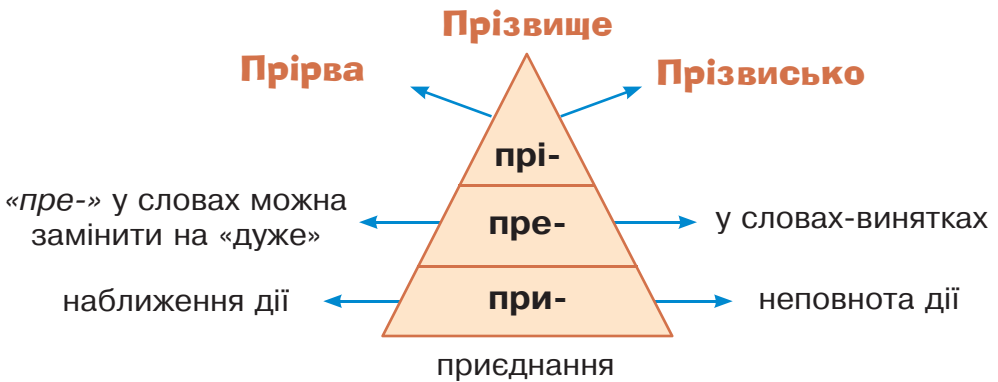 Прізвище
Прірва
Прізвисько
прі-
«пре-» у словах можна
замінити на «дуже»
пре-
у словах-винятках
наближення дії
при-
неповнота дії
приєднання